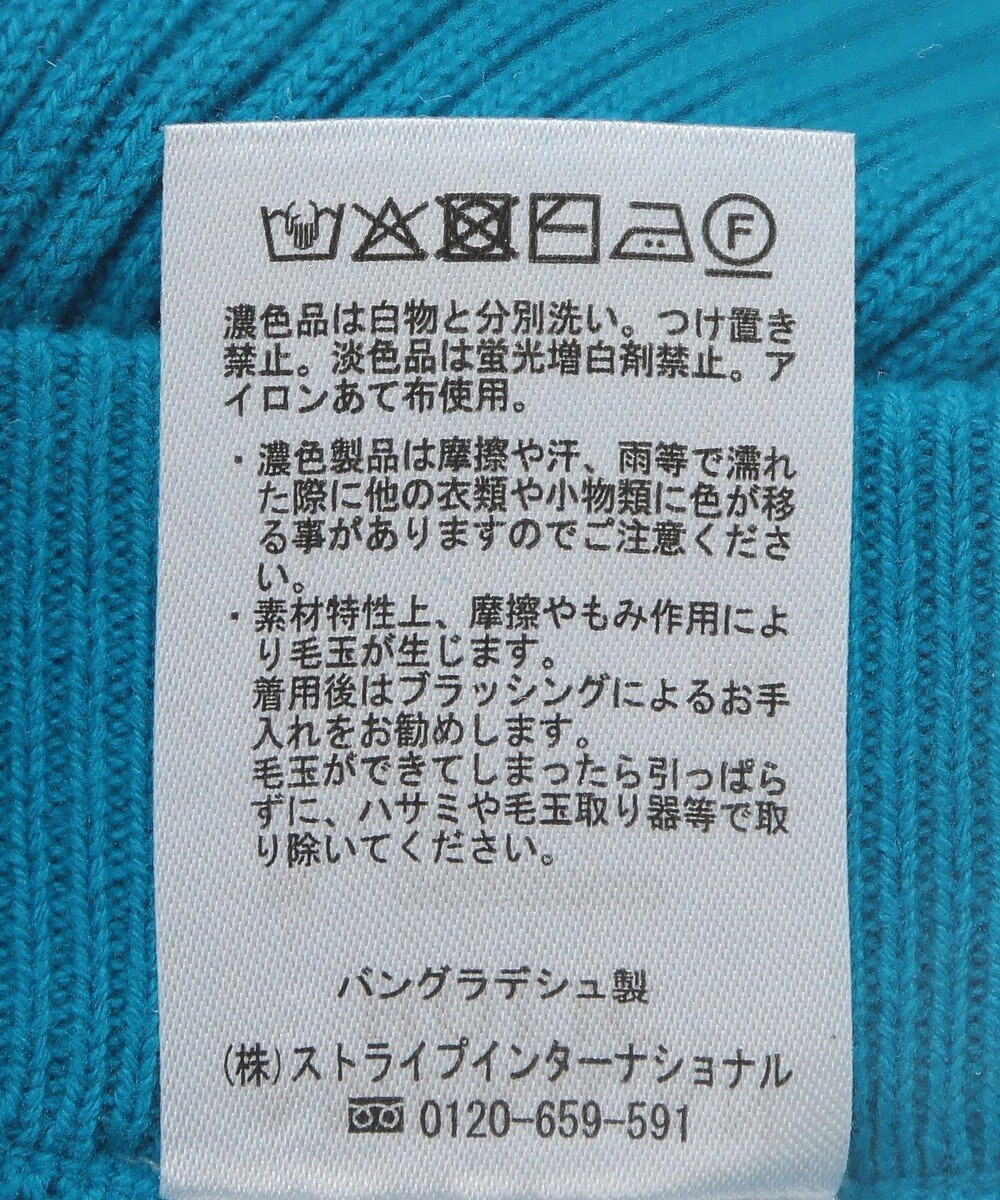 F
濃色品は白物と分別洗い。つけ置き
禁止。淡色品は蛍光増白剤禁止。ア
イロンあて布使用。
・濃色製品は摩擦や汗、雨等で濡れ
た際に他の衣類や小物類に色が移
る事がありますのでご注意くださ
い。
・素材特性上、摩擦やもみ作用によ
り毛玉が生じます。
着用後はブラッシングによるお手
入れをお勧めします。
毛玉ができてしまったら引っぱら
ずに、ハサミや毛玉取り器等で取
り除いてください。
バングラデシュ製
(株)ストライプインターナショナル
0120-659-591